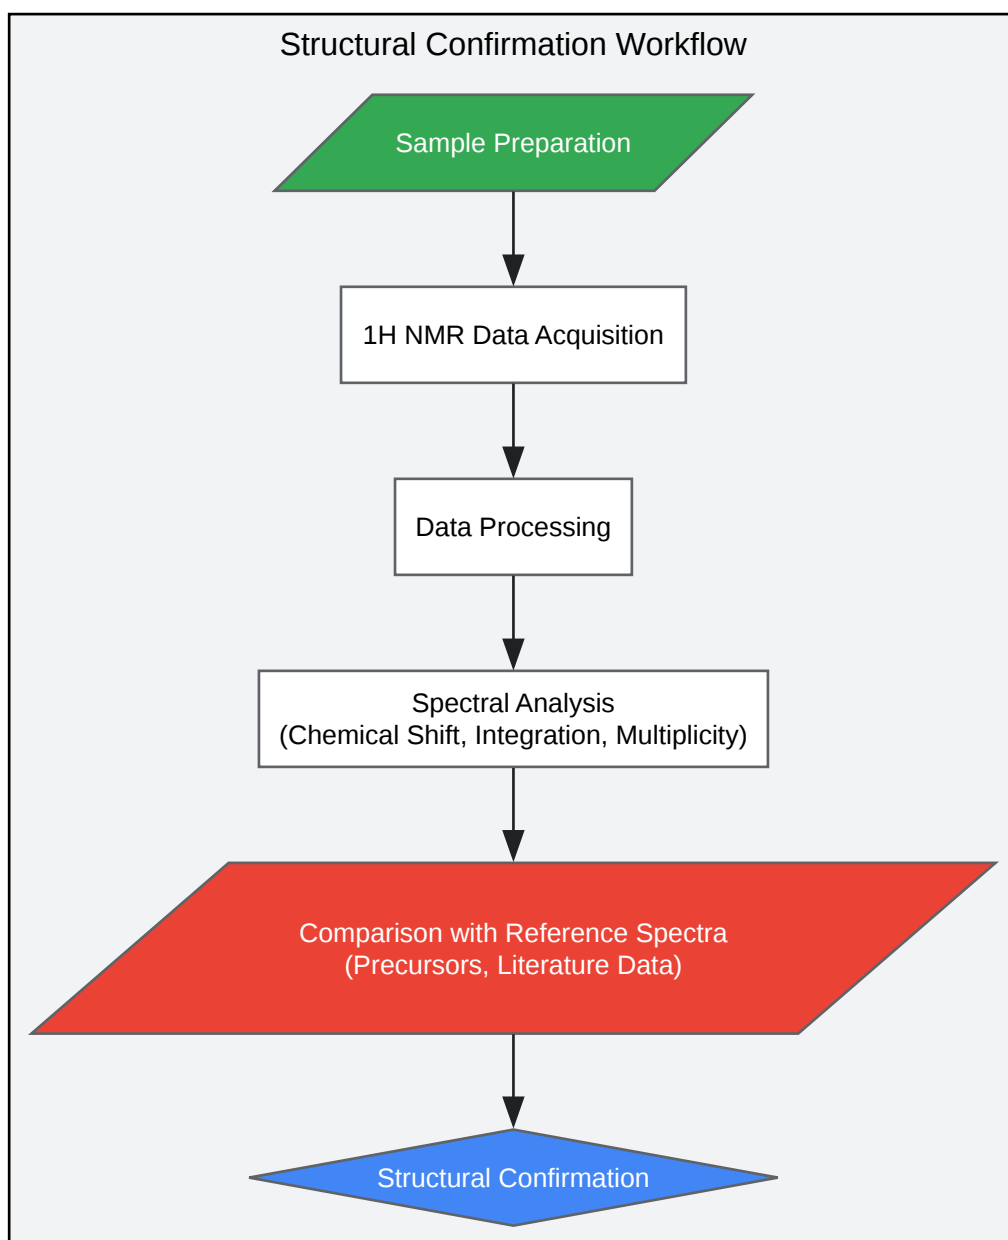 Structural Confirmation Workflow
Sample Preparation
1H NMR Data Acquisition
Data Processing
Spectral Analysis
(Chemical Shift, Integration, Multiplicity)
Comparison with Reference Spectra
(Precursors, Literature Data)
Structural Confirmation